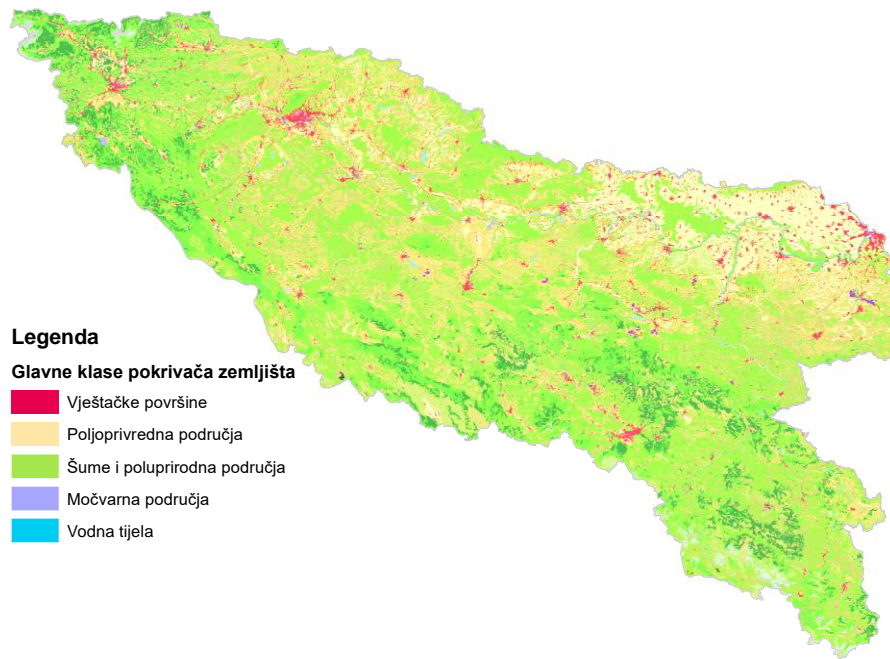 Legenda
Glavne klase pokrivača zemljišta
Vještačke površine
Poljoprivredna područja
Šume i poluprirodna područja
Močvarna područja
Vodna tijela